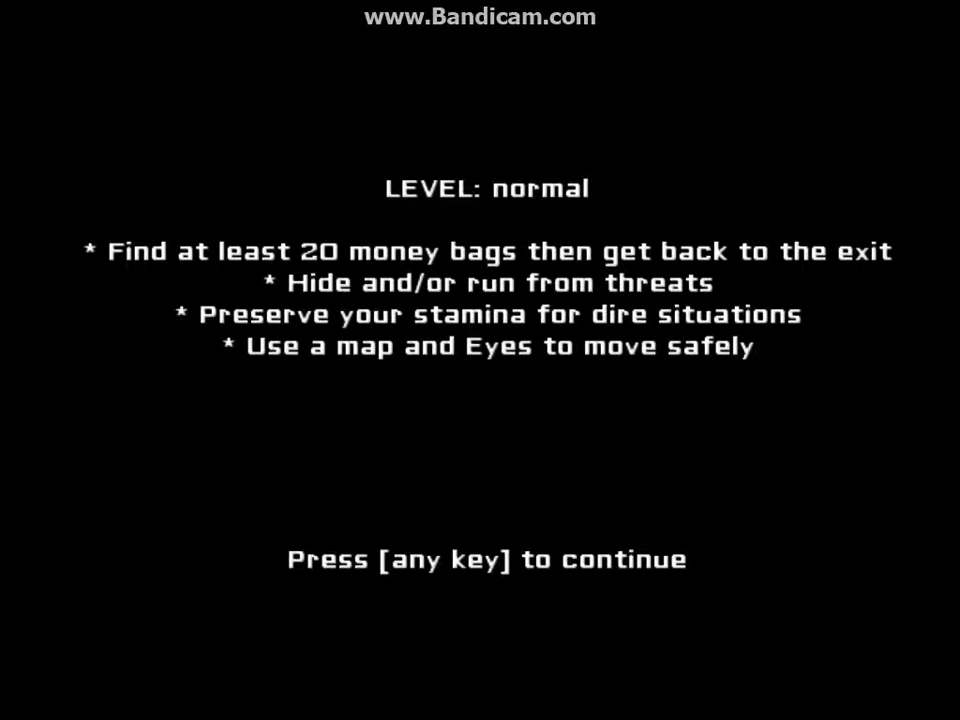 www.Bandicam.com
LEVEL: normal
* Find at least 20 money bags then get back to the exit
* Hide and/or run from threats
* Preserve your stamina for dire situations
* Use a map and Eyes to move safely
Press [any key] to continue